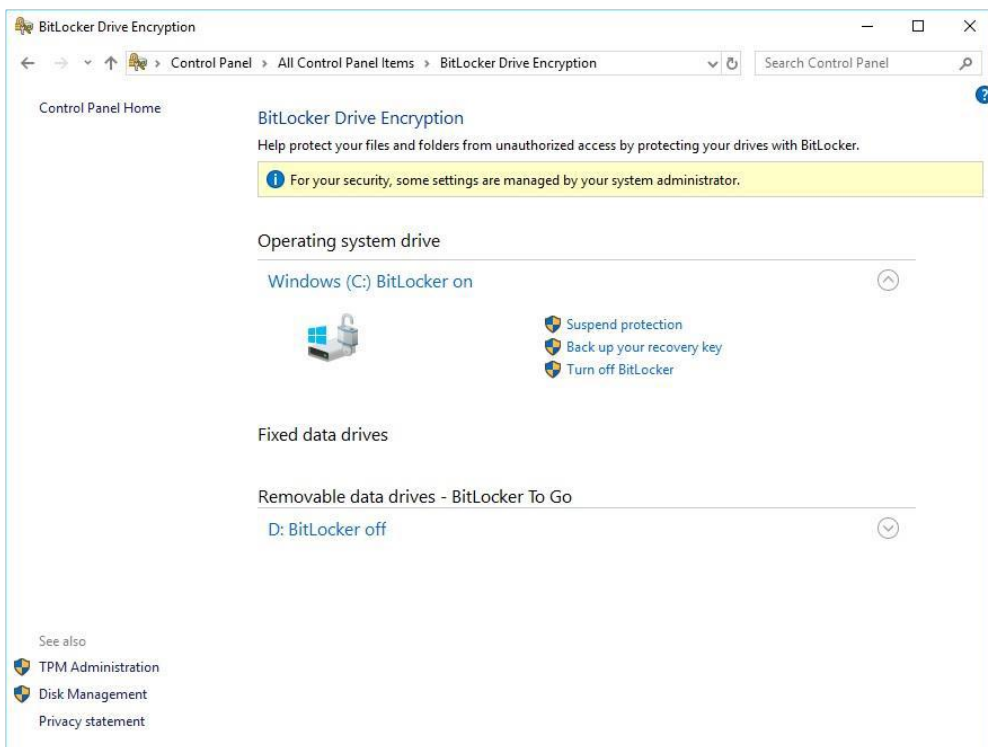 BitLocker Drive Encryption
Control Panel > All Control Panel Items > BitLocker Drive Encryption
Search Control Panel
Control Panel Home
BitLocker Drive Encryption
Help protect your files and folders from unauthorized access by protecting your drives with BitLocker.
For your security, some settings are managed by your system administrator.
Operating system drive
Windows (C:) BitLocker on
Suspend protection
Back up your recovery key
Turn off BitLocker
Fixed data drives
Removable data drives - BitLocker To Go
D: BitLocker off
See also
TPM Administration
Disk Management
Privacy statement